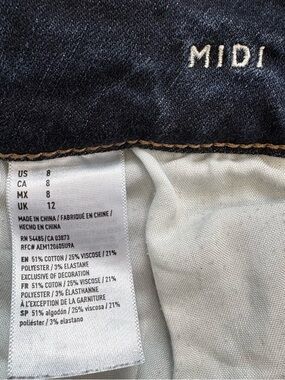 MIDI
US 8
CA 8
MX 8
UK 12
MADE IN CHINA / FABRIQUÉ EN CHINE /
HECHO EN CHINA
RN 54485/CA 03873
RFC# AEM120605U9A
EN 51% COTTON / 25% VISCOSE / 21%
POLYESTER / 3% ELASTANE
EXCLUSIVE OF DECORATION
FR 51% COTON / 25% VISCOSE / 21%
POLYESTER / 3% ÉLASTHANNE
À L'EXCEPTION DE LA GARNITURE
SP 51% algodón / 25% viscosa / 21%
poliéster / 3% elastano